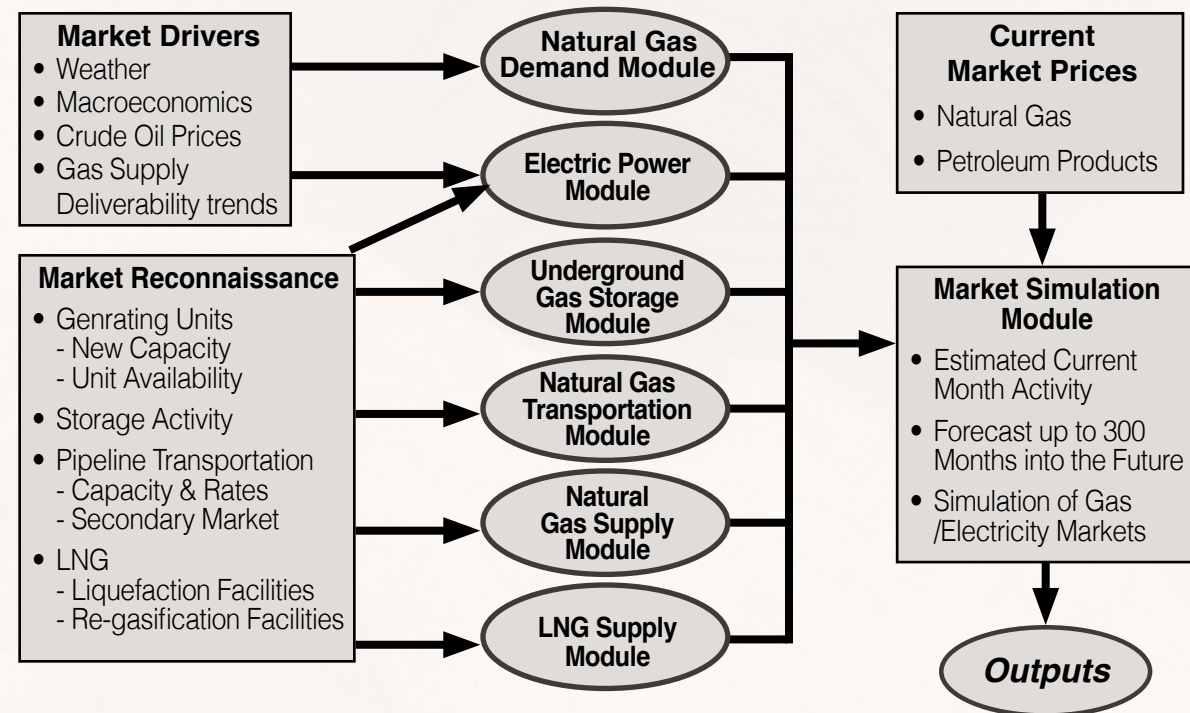 Market Drivers
• Weather
• Macroeconomics
• Crude Oil Prices
• Gas Supply
Deliverability trends
Market Reconnaissance
• Genrating Units
- New Capacity
- Unit Availability
• Storage Activity
• Pipeline Transportation
- Capacity & Rates
- Secondary Market
• LNG
- Liquefaction Facilities
- Re-gasification Facilities
Natural Gas
Demand Module
Electric Power
Module
Underground
Gas Storage
Module
Natural Gas
Transportation
Module
Natural
Gas Supply
Module
LNG Supply
Module
Current
Market Prices
• Natural Gas
• Petroleum Products
Market Simulation
Module
• Estimated Current
Month Activity
• Forecast up to 300
Months into the Future
• Simulation of Gas
/Electricity Markets
Outputs